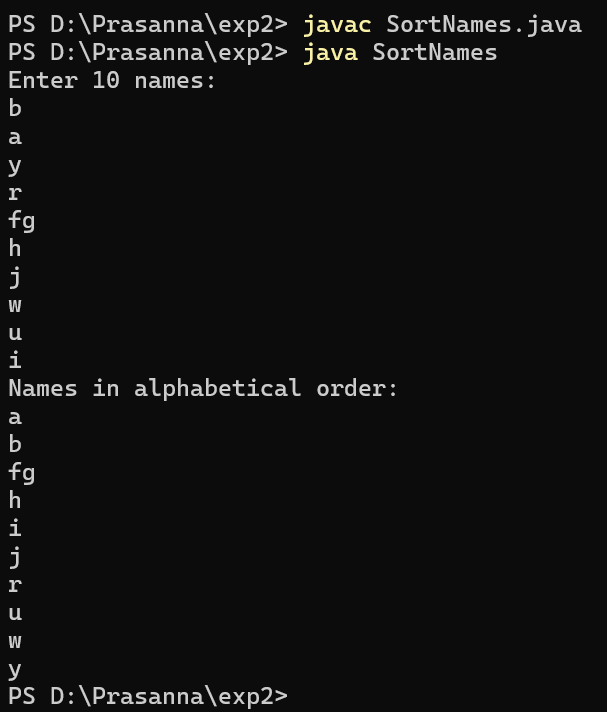 PS D:\Prasanna\exp2> javac SortNames.java
PS D:\Prasanna\exp2> java SortNames
Enter 10 names:
b
a
y
r
fg
h
j
w
u
i
Names in alphabetical order:
a
b
fg
h
i
j
r
u
w
y
PS D:\Prasanna\exp2>